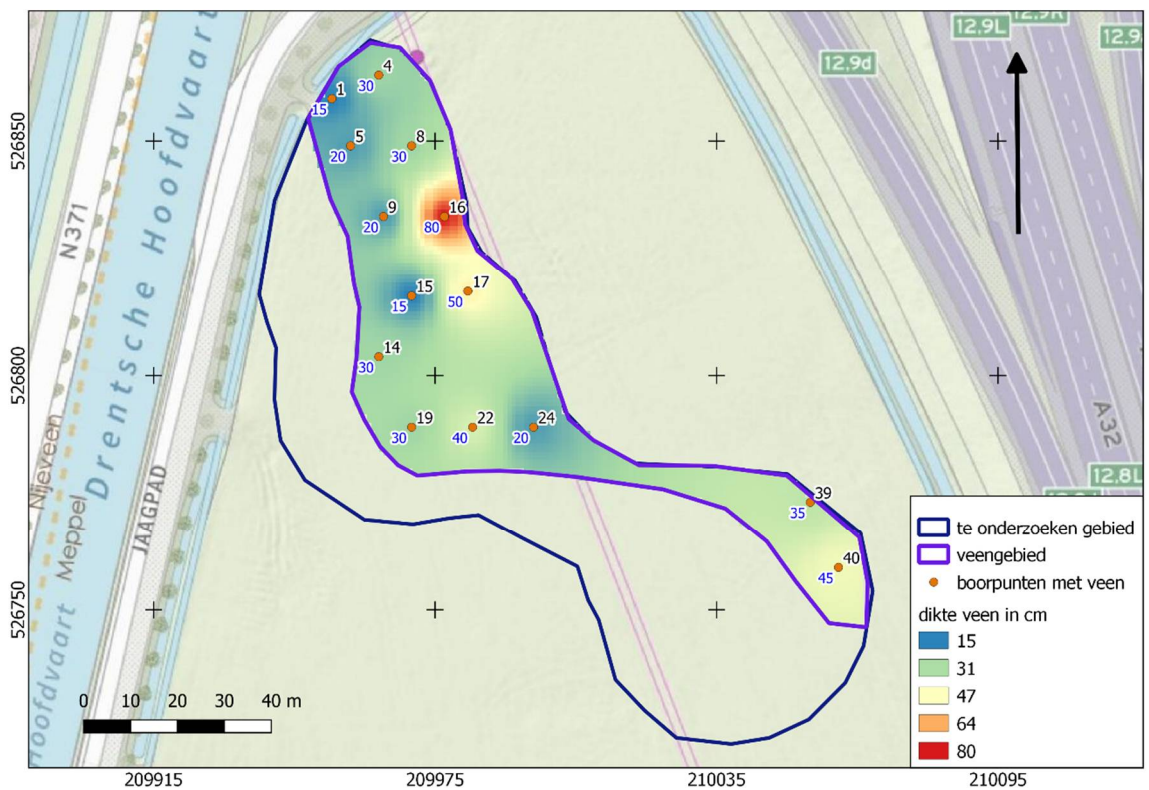 12,9L
12,9R
12,9
12,9d
Drentsche Hoofdvaart
N371
Nijeveen
Meppel
JAAGPAD
Hoofdvaart
A32
12,8L
526850
526800
526750
4
30
1
15
5
20
8
30
9
20
16
80
15
15
17
50
14
30
19
30
22
40
24
20
39
35
40
45
te onderzoeken gebied
veengebied
boorpunten met veen
dikte veen in cm
15
31
47
64
80
0 10 20 30 40 m
209915 209975 210035 210095